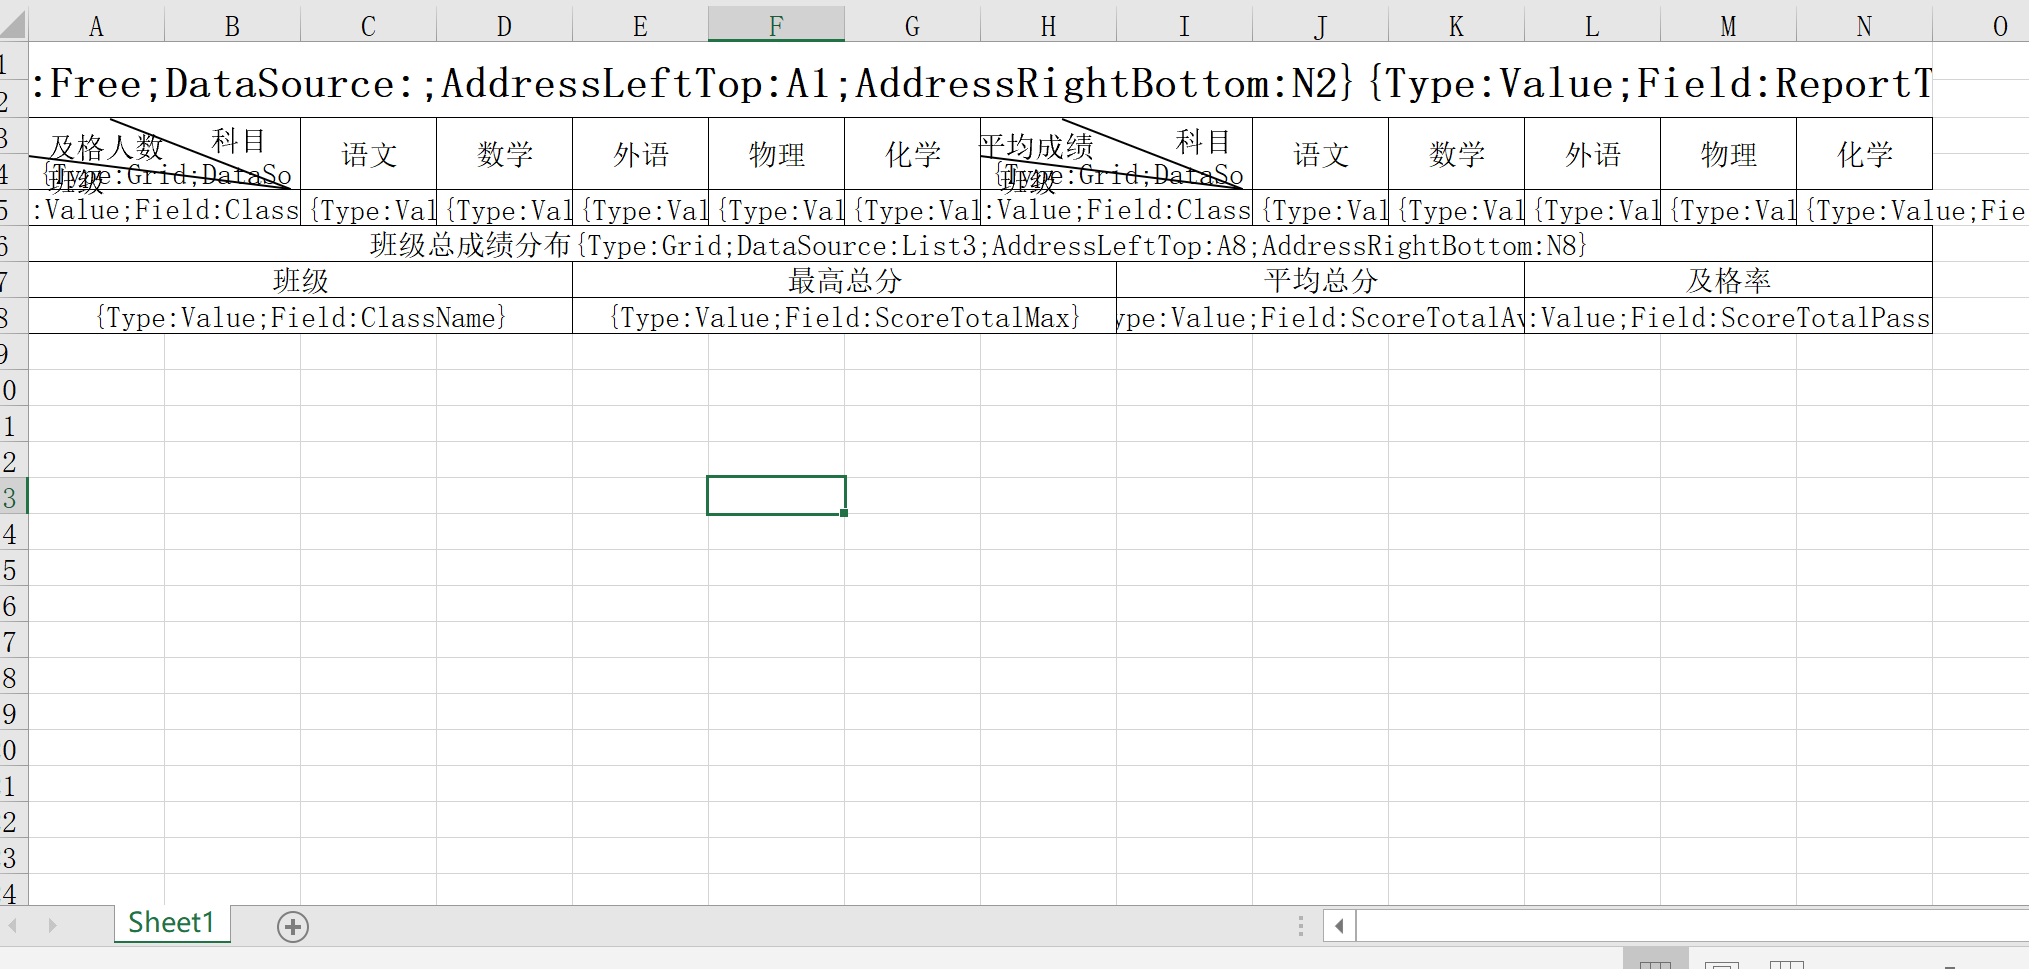 A B C D E F G H I J K L M N O
1
:Free;DataSource:;AddressLeftTop:A1;AddressRightBottom:N2}{Type:Value;Field:ReportT
2
3 及格人数 科目 语文 数学 外语 物理 化学 平均成绩 科目 语文 数学 外语 物理 化学
4 {Type:Grid;DataSo {Type:Grid;DataSo
班级 班级
5 :Value;Field:Class {Type:Val {Type:Val {Type:Val {Type:Val {Type:Val :Value;Field:Class {Type:Val {Type:Val {Type:Val {Type:Val {Type:Value;Fie
6 班级总成绩分布{Type:Grid;DataSource:List3;AddressLeftTop:A8;AddressRightBottom:N8}
7 班级 最高总分 平均总分 及格率
8 {Type:Value;Field:ClassName} {Type:Value;Field:ScoreTotalMax} ype:Value;Field:ScoreTotalAv :Value;Field:ScoreTotalPass
9
0
1
2
3
4
5
6
7
8
9
0
1
2
3
4
Sheet1